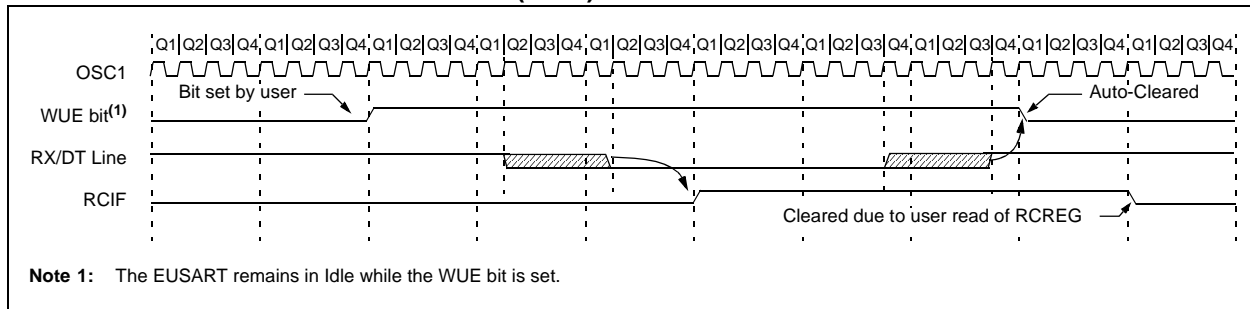 Q1 Q2 Q3 Q4 Q1 Q2 Q3 Q4 Q1 Q2 Q3 Q4 Q1 Q2 Q3 Q4 Q1 Q2 Q3 Q4 Q1 Q2 Q3 Q4 Q1 Q2 Q3 Q4 Q1 Q2 Q3 Q4 Q1 Q2 Q3 Q4 Q1 Q2 Q3 Q4
OSC1
Bit set by user
Auto-Cleared
WUE bit(1)
RX/DT Line
RCIF
Cleared due to user read of RCREG
Note 1: The EUSART remains in Idle while the WUE bit is set.